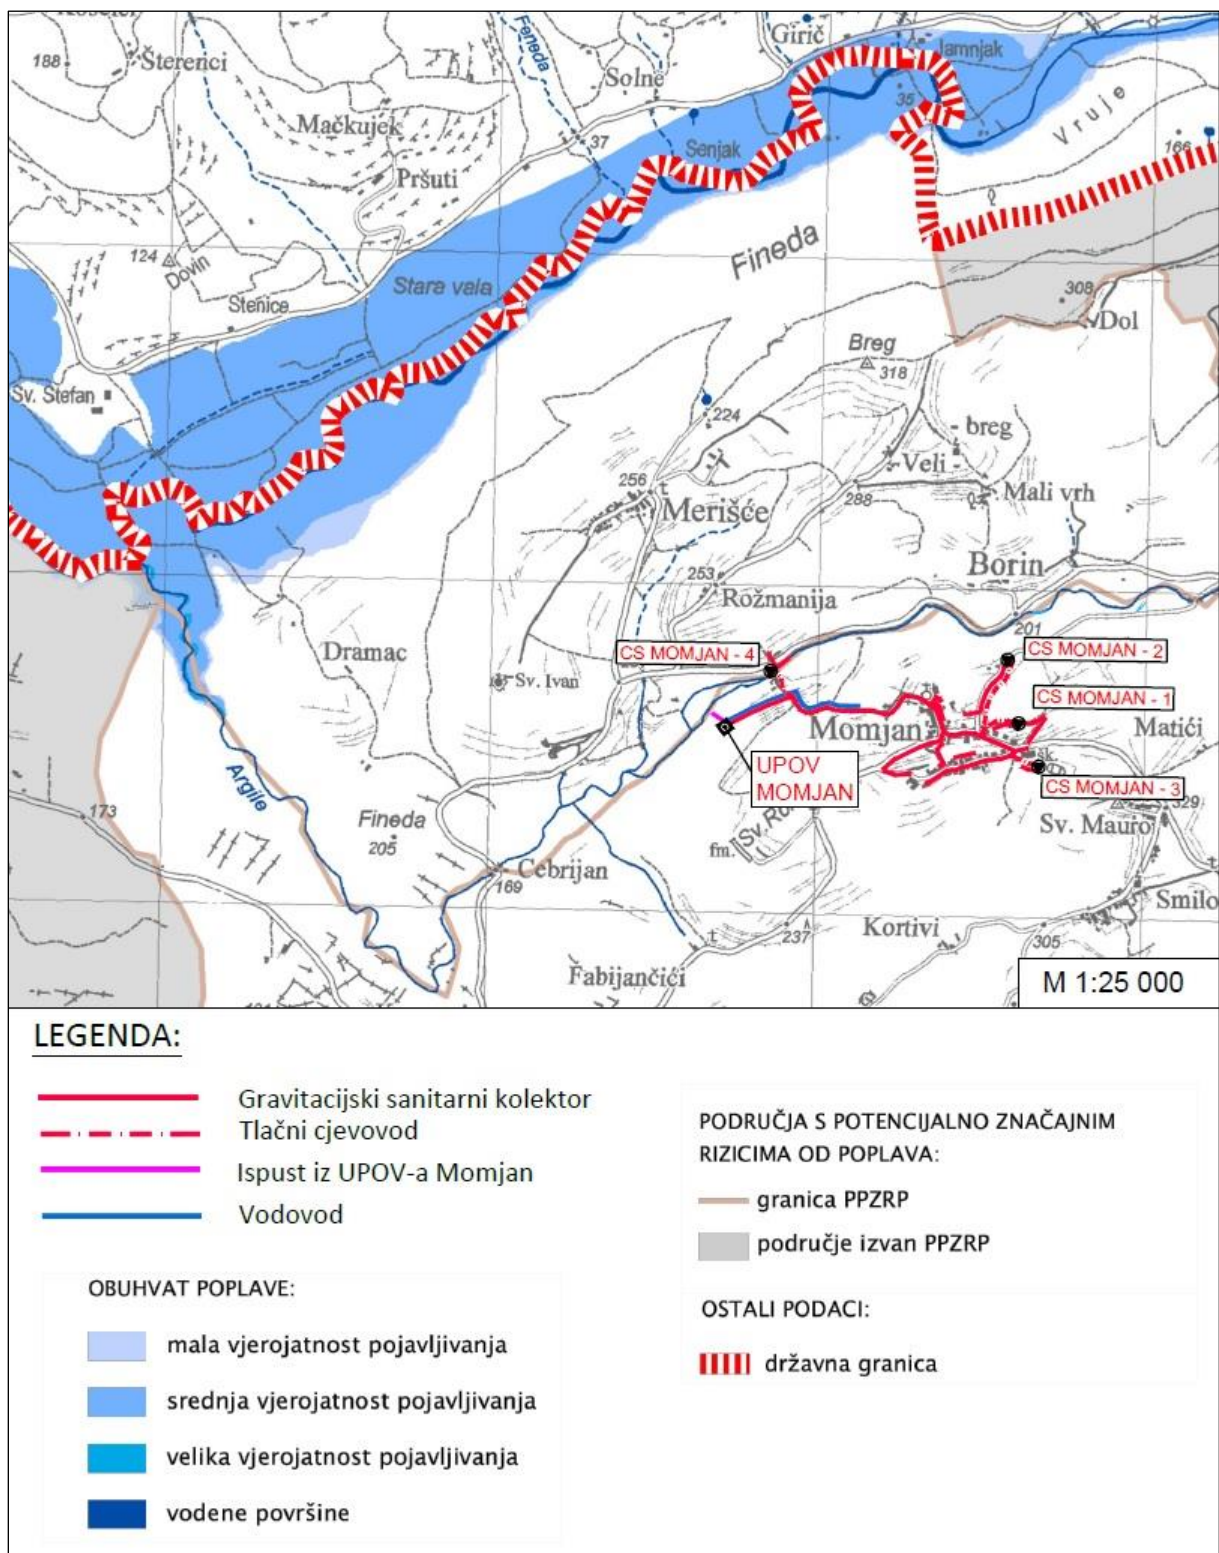 188
Šterenci
Feneda
Girič
Jamnjak
Solne
Mačkujek
37
35
Vruje
Senjak
166
Pršuti
124
Dovin
Fineda
Stara vala
Stenice
308
Dol
Breg
318
Sv. Štefan
224
breg
Veli
256
Mali vrh
288
Merišće
Borin
253
Rožmanija
201
CS MOMJAN - 4
CS MOMJAN - 2
Dramac
Sv. Ivan
CS MOMJAN - 1
Momjan
Matići
UPOV
MOMJAN
šk.
CS MOMJAN - 3
Argile
173
Fineda
205
329
Sv. Mauro
fm.
Cebrijan
169
Smilo
Kortivi
237
305
Fabijančići
M 1:25 000
LEGENDA:
Gravitacijski sanitarni kolektor
Tlačni cjevovod
Ispust iz UPOV-a Momjan
Vodovod
OBUHVAT POPLAVE:
mala vjerojatnost pojavljivanja
srednja vjerojatnost pojavljivanja
velika vjerojatnost pojavljivanja
vodene površine
PODRUČJA S POTENCIJALNO ZNAČAJNIM
RIZICIMA OD POPLAVA:
granica PPZRP
područje izvan PPZRP
OSTALI PODACI:
državna granica